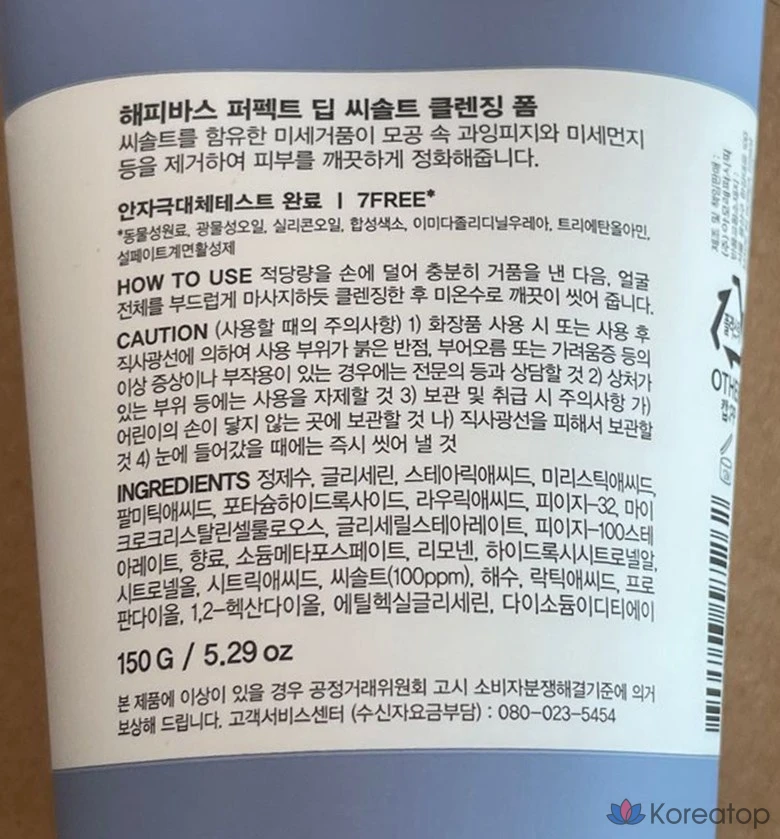 해피바스 퍼펙트 딥 씨솔트 클렌징 폼
씨솔트를 함유한 미세거품이 모공 속 과잉피지와 미세먼지
등을 제거하여 피부를 깨끗하게 정화해줍니다.
안자극대체테스트 완료 | 7FREE*
*동물성원료, 광물성오일, 실리콘오일, 합성색소, 이미다졸리디닐우레아, 트리에탄올아민,
설페이트계면활성제
HOW TO USE 적당량을 손에 덜어 충분히 거품을 낸 다음, 얼굴
전체를 부드럽게 마사지하듯 클렌징한 후 미온수로 깨끗이 씻어 줍니다.
CAUTION (사용할 때의 주의사항) 1) 화장품 사용 시 또는 사용 후
직사광선에 의하여 사용 부위가 붉은 반점, 부어오름 또는 가려움증 등의
이상 증상이나 부작용이 있는 경우에는 전문의 등과 상담할 것 2) 상처가
있는 부위 등에는 사용을 자제할 것 3) 보관 및 취급 시 주의사항 가)
어린이의 손이 닿지 않는 곳에 보관할 것 나) 직사광선을 피해서 보관할
것 4) 눈에 들어갔을 때에는 즉시 씻어 낼 것
INGREDIENTS 정제수, 글리세린, 스테아릭애씨드, 미리스틱애씨드,
팔미틱애씨드, 포타슘하이드록사이드, 라우릭애씨드, 피이지-32, 마이
크로크리스탈린셀룰로오스, 글리세릴스테아레이트, 피이지-100스테
아레이트, 향료, 소듐메타포스페이트, 리모넨, 하이드록시시트로넬알,
시트로넬올, 시트릭애씨드, 씨솔트(100ppm), 해수, 락틱애씨드, 프로
판다이올, 1,2-헥산다이올, 에틸헥실글리세린, 다이소듐이디티에이
150 G / 5.29 oz
본 제품에 이상이 있을 경우 공정거래위원회 고시 소비자분쟁해결기준에 의거
보상해 드립니다. 고객서비스센터 (수신자요금부담) : 080-023-5454
OTHE
Koreatop